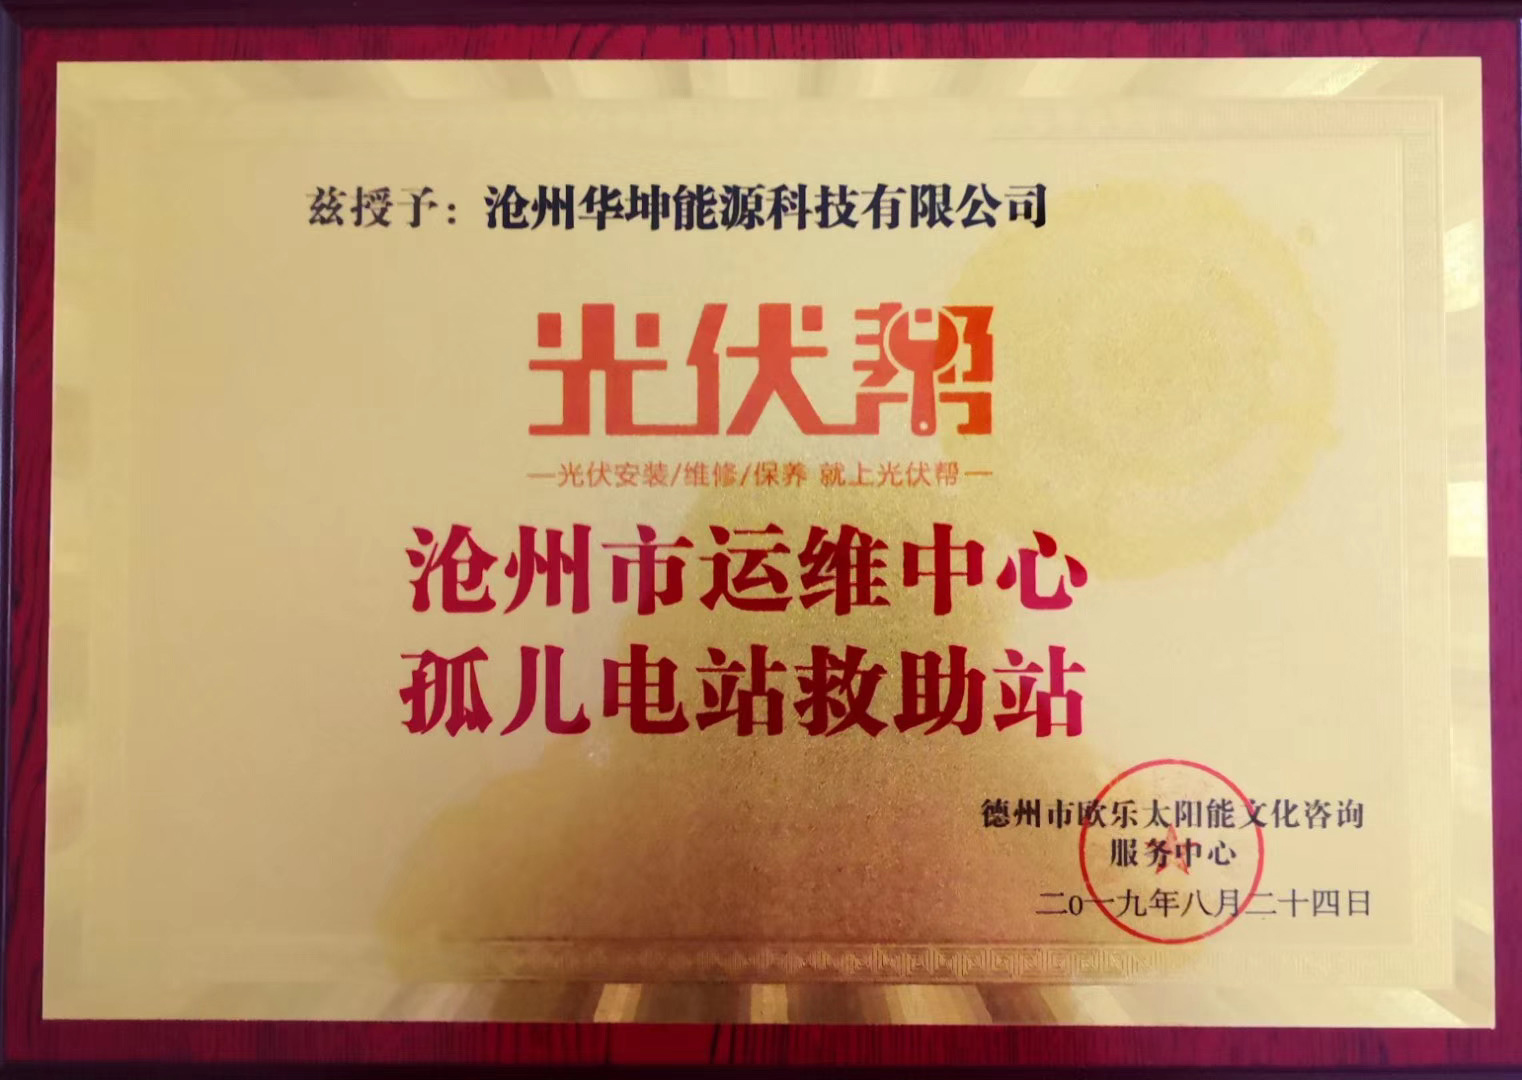 兹授予：沧州华坤能源科技有限公司
光伏帮
—光伏安装/维修/保养 就上光伏帮—
沧州市运维中心
孤儿电站救助站
德州市欧乐太阳能文化咨询
服务中心
二0一九年八月二十四日